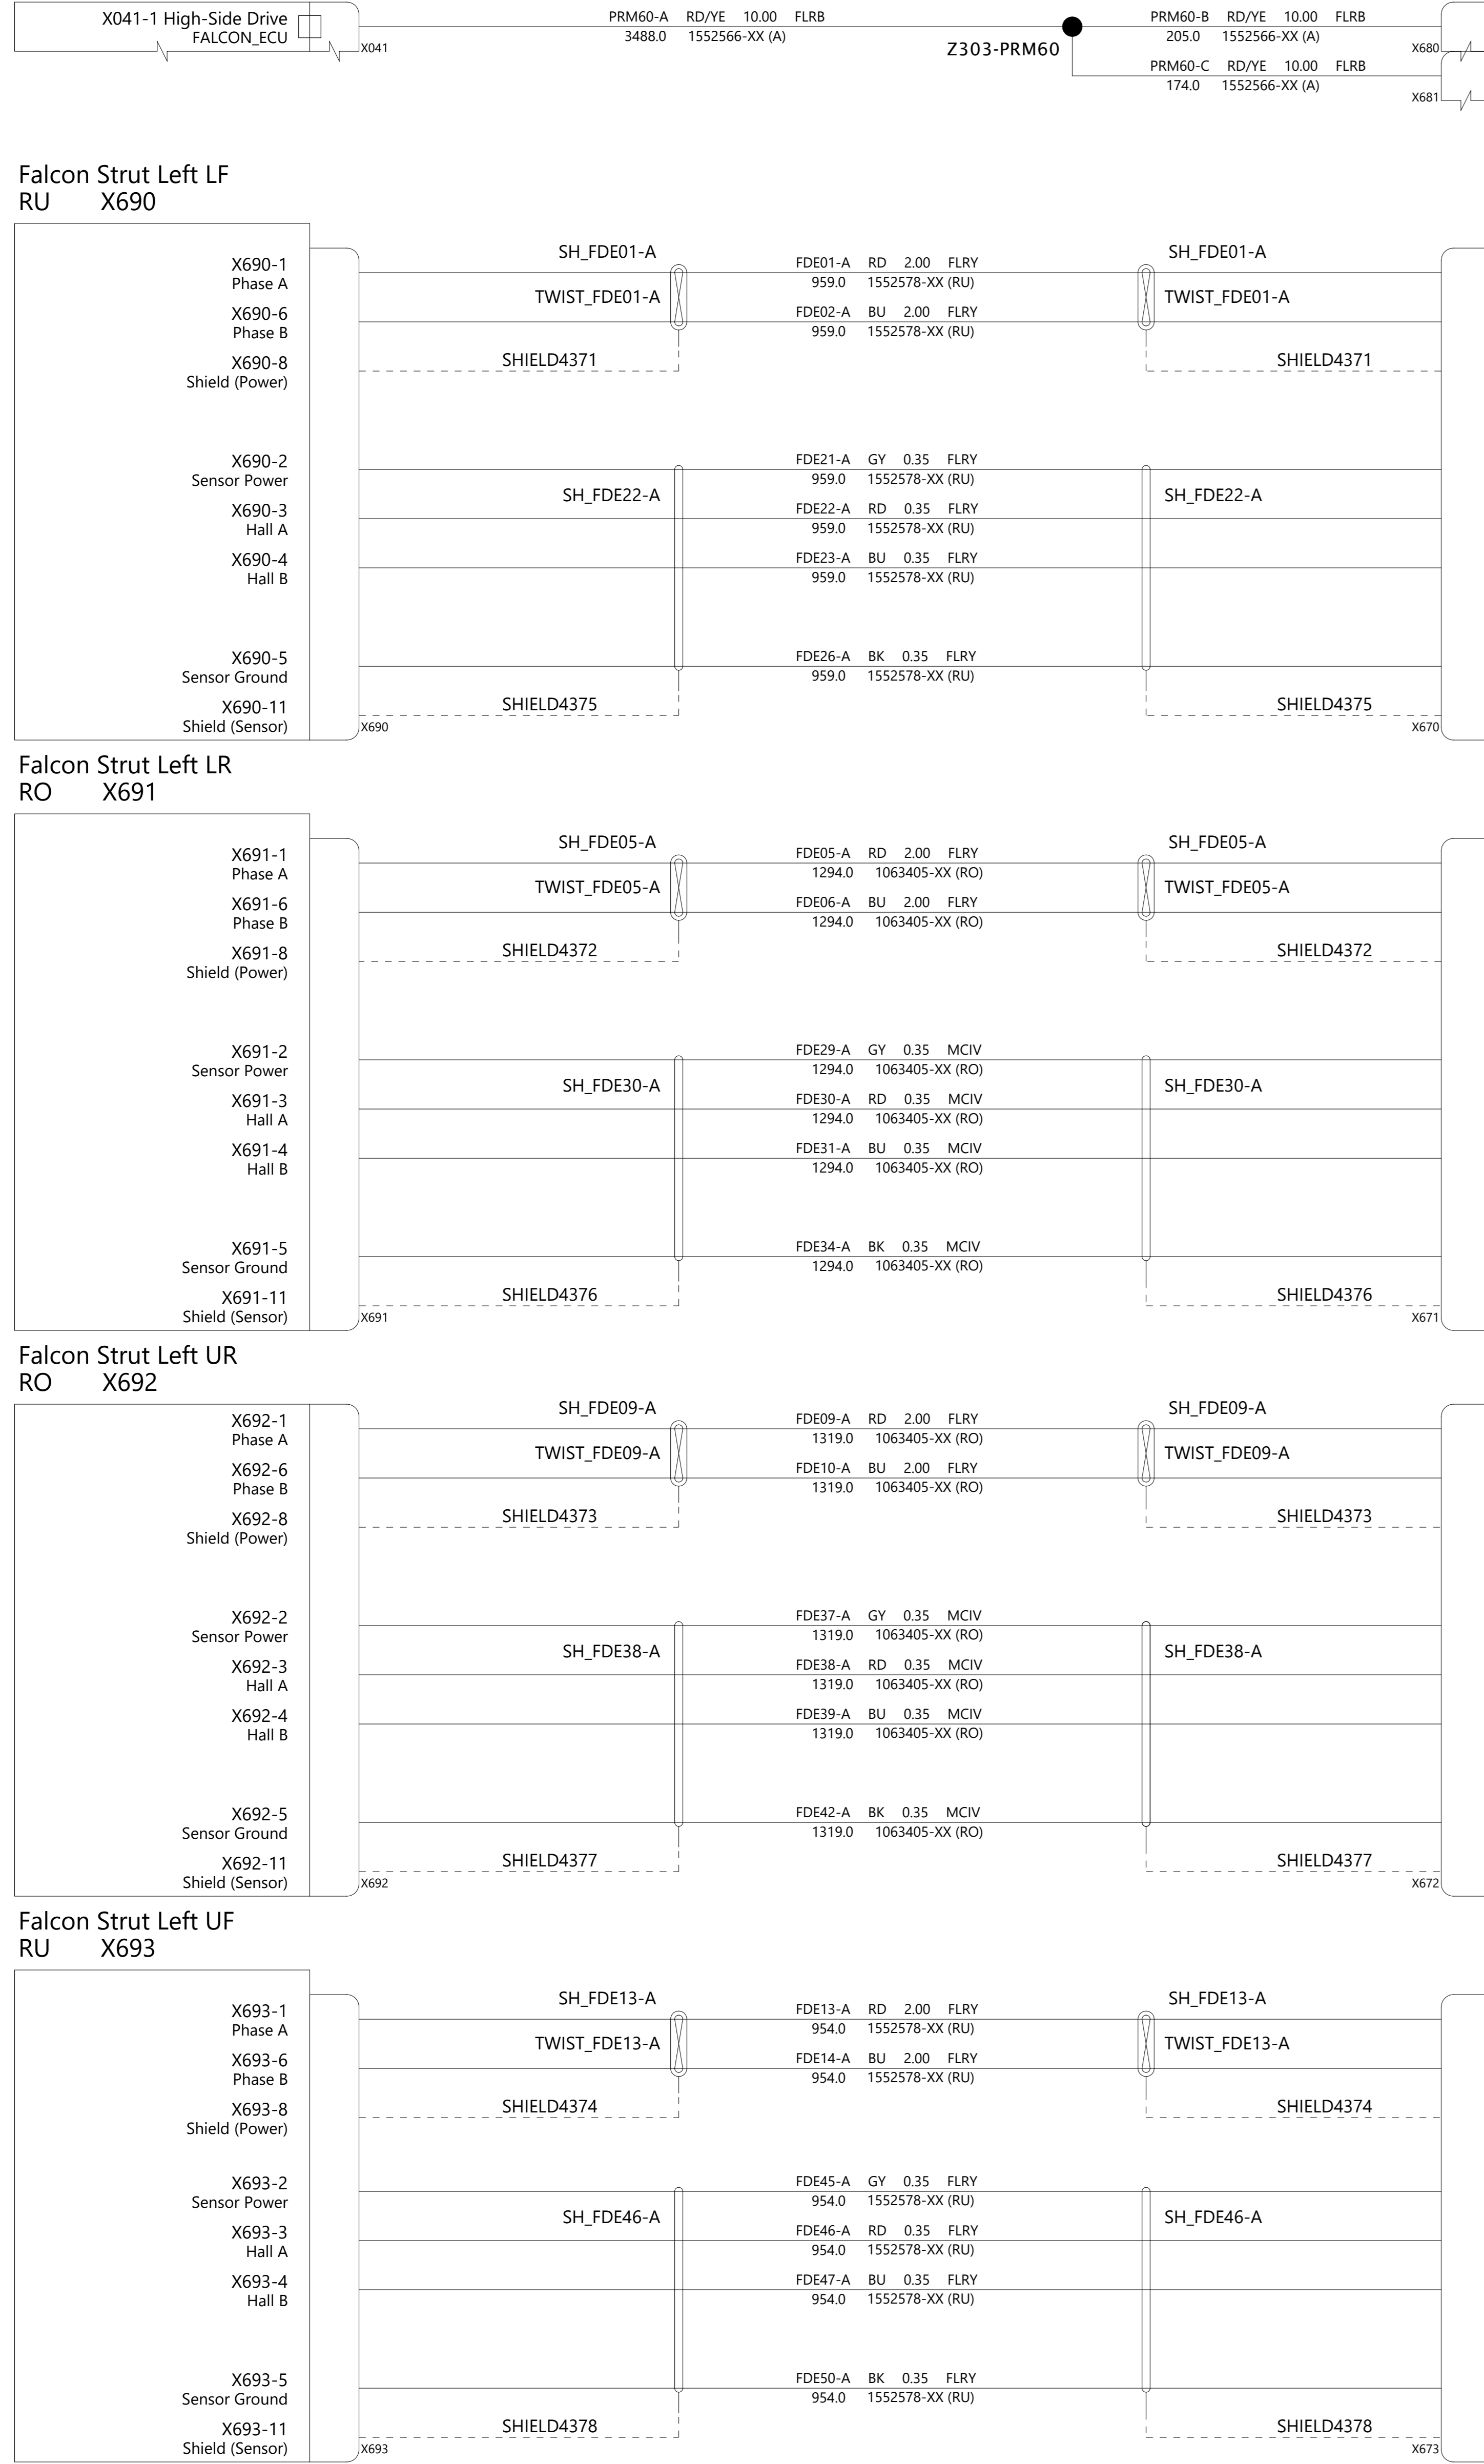 X041-1 High-Side Drive
FALCON_ECU
X041
PRM60-A RD/YE 10.00 FLRB
3488.0 1552566-XX (A)
Z303-PRM60
PRM60-B RD/YE 10.00 FLRB
205.0 1552566-XX (A)
X680
PRM60-C RD/YE 10.00 FLRB
174.0 1552566-XX (A)
X681
Falcon Strut Left LF
RU X690
X690-1
Phase A
X690-6
Phase B
X690-8
Shield (Power)
X690-2
Sensor Power
X690-3
Hall A
X690-4
Hall B
X690-5
Sensor Ground
X690-11
Shield (Sensor)
X690
SH_FDE01-A
TWIST_FDE01-A
SHIELD4371
SH_FDE22-A
SHIELD4375
FDE01-A RD 2.00 FLRY
959.0 1552578-XX (RU)
FDE02-A BU 2.00 FLRY
959.0 1552578-XX (RU)
FDE21-A GY 0.35 FLRY
959.0 1552578-XX (RU)
FDE22-A RD 0.35 FLRY
959.0 1552578-XX (RU)
FDE23-A BU 0.35 FLRY
959.0 1552578-XX (RU)
FDE26-A BK 0.35 FLRY
959.0 1552578-XX (RU)
SH_FDE01-A
TWIST_FDE01-A
SHIELD4371
SH_FDE22-A
SHIELD4375
X670
Falcon Strut Left LR
RO X691
X691-1
Phase A
X691-6
Phase B
X691-8
Shield (Power)
X691-2
Sensor Power
X691-3
Hall A
X691-4
Hall B
X691-5
Sensor Ground
X691-11
Shield (Sensor)
X691
SH_FDE05-A
TWIST_FDE05-A
SHIELD4372
SH_FDE30-A
SHIELD4376
FDE05-A RD 2.00 FLRY
1294.0 1063405-XX (RO)
FDE06-A BU 2.00 FLRY
1294.0 1063405-XX (RO)
FDE29-A GY 0.35 MCIV
1294.0 1063405-XX (RO)
FDE30-A RD 0.35 MCIV
1294.0 1063405-XX (RO)
FDE31-A BU 0.35 MCIV
1294.0 1063405-XX (RO)
FDE34-A BK 0.35 MCIV
1294.0 1063405-XX (RO)
SH_FDE05-A
TWIST_FDE05-A
SHIELD4372
SH_FDE30-A
SHIELD4376
X671
Falcon Strut Left UR
RO X692
X692-1
Phase A
X692-6
Phase B
X692-8
Shield (Power)
X692-2
Sensor Power
X692-3
Hall A
X692-4
Hall B
X692-5
Sensor Ground
X692-11
Shield (Sensor)
X692
SH_FDE09-A
TWIST_FDE09-A
SHIELD4373
SH_FDE38-A
SHIELD4377
FDE09-A RD 2.00 FLRY
1319.0 1063405-XX (RO)
FDE10-A BU 2.00 FLRY
1319.0 1063405-XX (RO)
FDE37-A GY 0.35 MCIV
1319.0 1063405-XX (RO)
FDE38-A RD 0.35 MCIV
1319.0 1063405-XX (RO)
FDE39-A BU 0.35 MCIV
1319.0 1063405-XX (RO)
FDE42-A BK 0.35 MCIV
1319.0 1063405-XX (RO)
SH_FDE09-A
TWIST_FDE09-A
SHIELD4373
SH_FDE38-A
SHIELD4377
X672
Falcon Strut Left UF
RU X693
X693-1
Phase A
X693-6
Phase B
X693-8
Shield (Power)
X693-2
Sensor Power
X693-3
Hall A
X693-4
Hall B
X693-5
Sensor Ground
X693-11
Shield (Sensor)
X693
SH_FDE13-A
TWIST_FDE13-A
SHIELD4374
SH_FDE46-A
SHIELD4378
FDE13-A RD 2.00 FLRY
954.0 1552578-XX (RU)
FDE14-A BU 2.00 FLRY
954.0 1552578-XX (RU)
FDE45-A GY 0.35 FLRY
954.0 1552578-XX (RU)
FDE46-A RD 0.35 FLRY
954.0 1552578-XX (RU)
FDE47-A BU 0.35 FLRY
954.0 1552578-XX (RU)
FDE50-A BK 0.35 FLRY
954.0 1552578-XX (RU)
SH_FDE13-A
TWIST_FDE13-A
SHIELD4374
SH_FDE46-A
SHIELD4378
X673